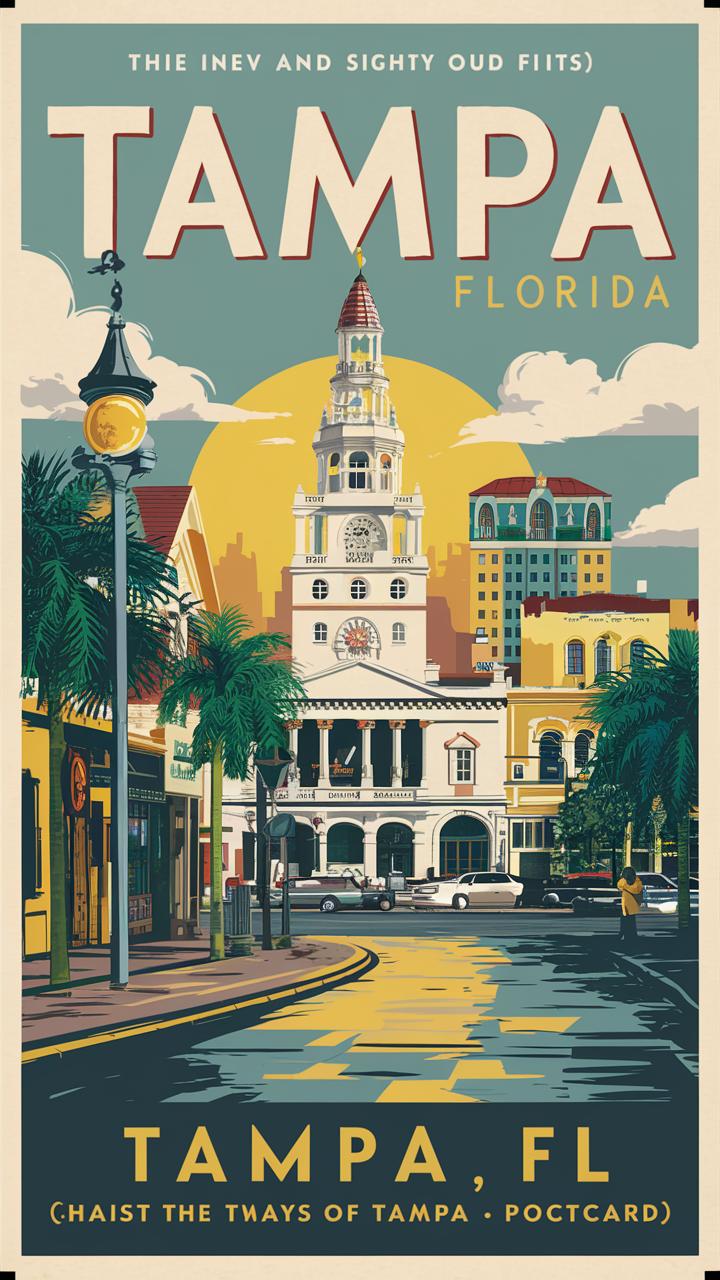 THIE INEV AND SIGHTY OUD FIITS)
TAMPA
FLORIDA
TAMPA, FL
(·HAIST THE TWAYS OF TAMPA • POCTCARD)